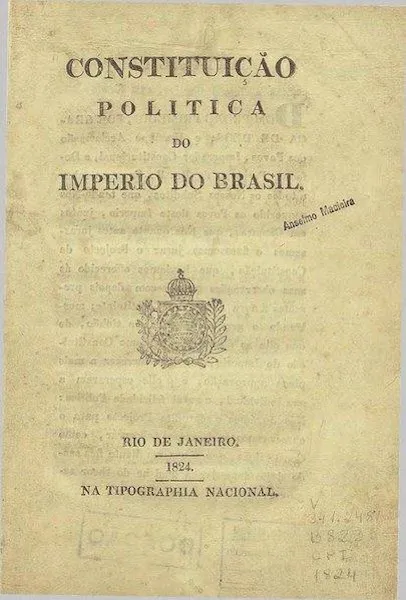 CONSTITUIÇÃO
POLITICA
DO
IMPERIO DO BRASIL.
Anselmo Macieira
RIO DE JANEIRO.
1824.
NA TIPOGRAPHIA NACIONAL.
1824